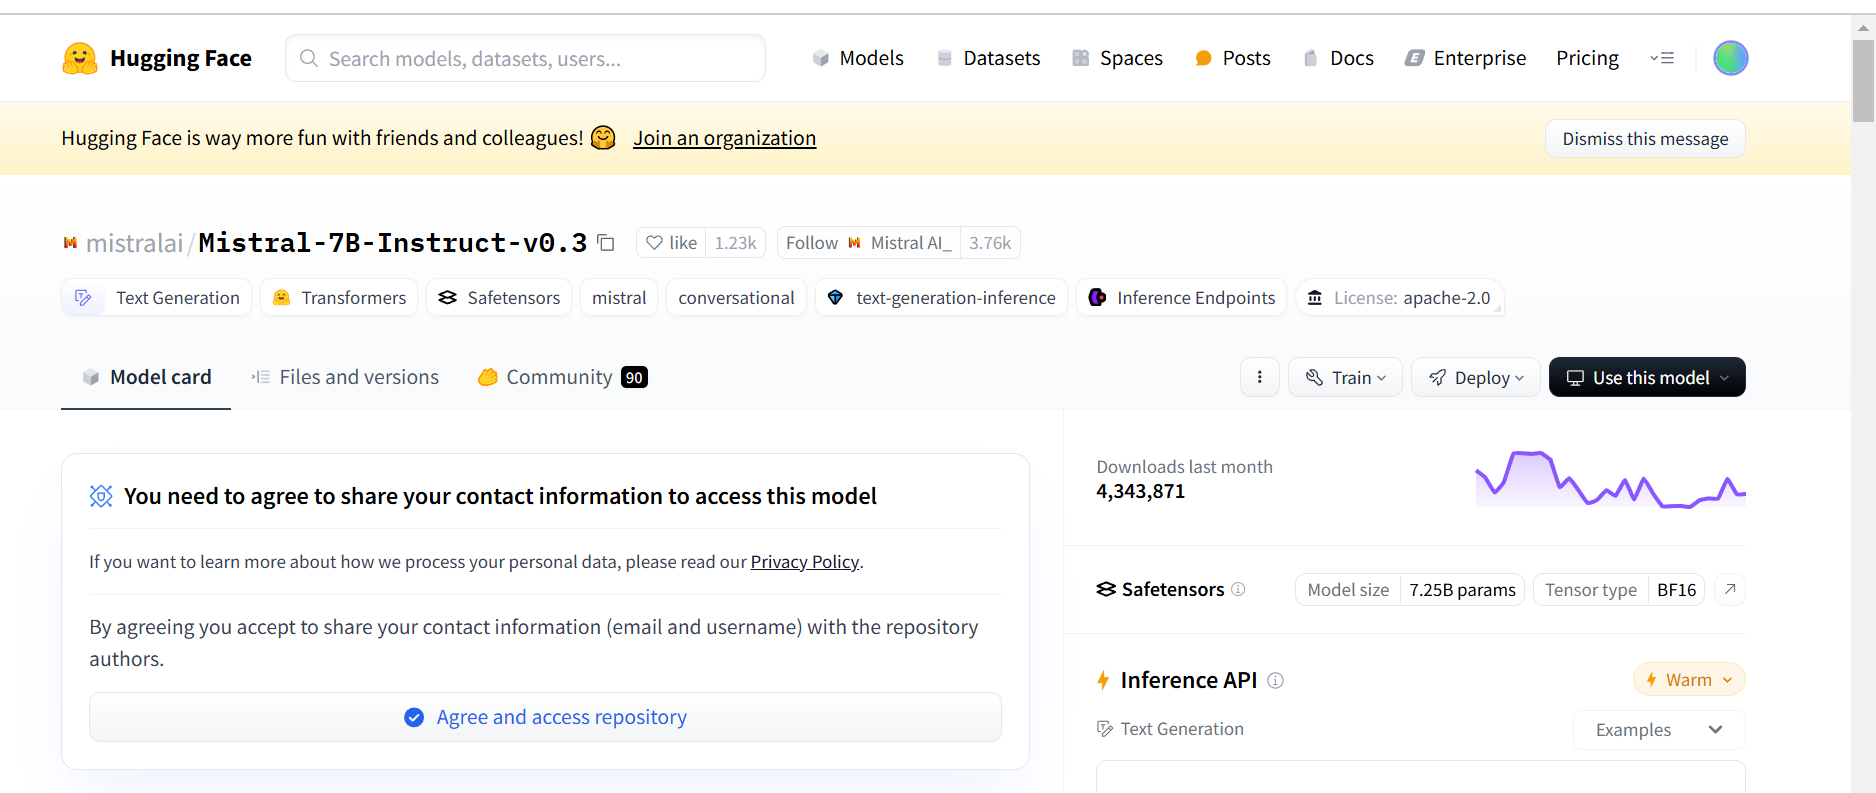 Hugging Face
Search models, datasets, users...
Models
Datasets
Spaces
Posts
Docs
Enterprise
Pricing
Hugging Face is way more fun with friends and colleagues! 🤗 Join an organization
Dismiss this message
mistralai/Mistral-7B-Instruct-v0.3
like 1.23k
Follow Mistral AI_ 3.76k
Text Generation
Transformers
Safetensors
mistral
conversational
text-generation-inference
Inference Endpoints
License: apache-2.0
Model card
Files and versions
Community 90
Train
Deploy
Use this model
You need to agree to share your contact information to access this model
If you want to learn more about how we process your personal data, please read our Privacy Policy.
By agreeing you accept to share your contact information (email and username) with the repository
authors.
Agree and access repository
Downloads last month
4,343,871
Safetensors
Model size 7.25B params
Tensor type BF16
Inference API
Warm
Text Generation
Examples